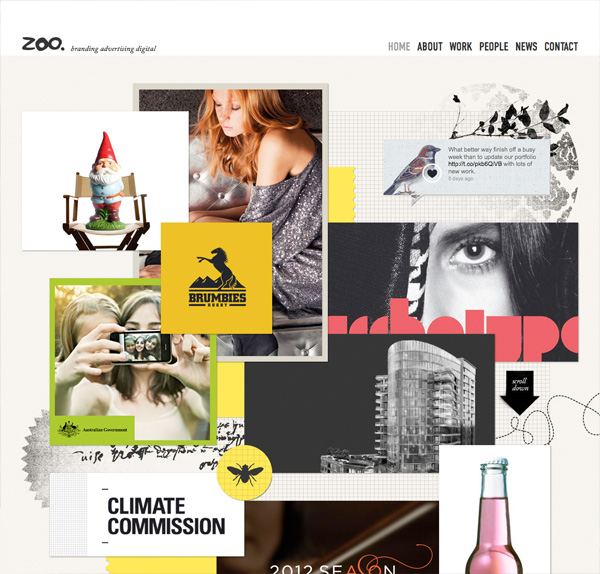 ZOO.
branding advertising digital
HOME ABOUT WORK PEOPLE NEWS CONTACT
What better way finish off a busy
week than to update our portfolio
http://t.co/pkb6QiVB with lots of
new work.
5 days ago
BRUMBIES
RUGBY
archetype
scroll
down
Australian Government
CLIMATE
COMMISSION
2012 SEASON